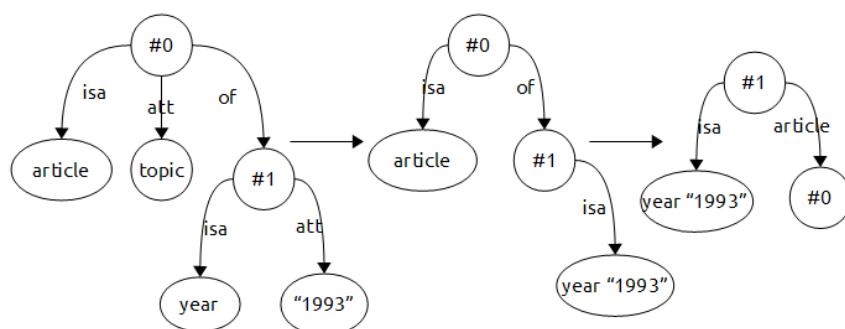 #0
isa
att
of
article
topic
#1
isa
att
year
“1993”
#0
isa
of
article
#1
isa
year “1993”
#1
isa
article
year “1993”
#0